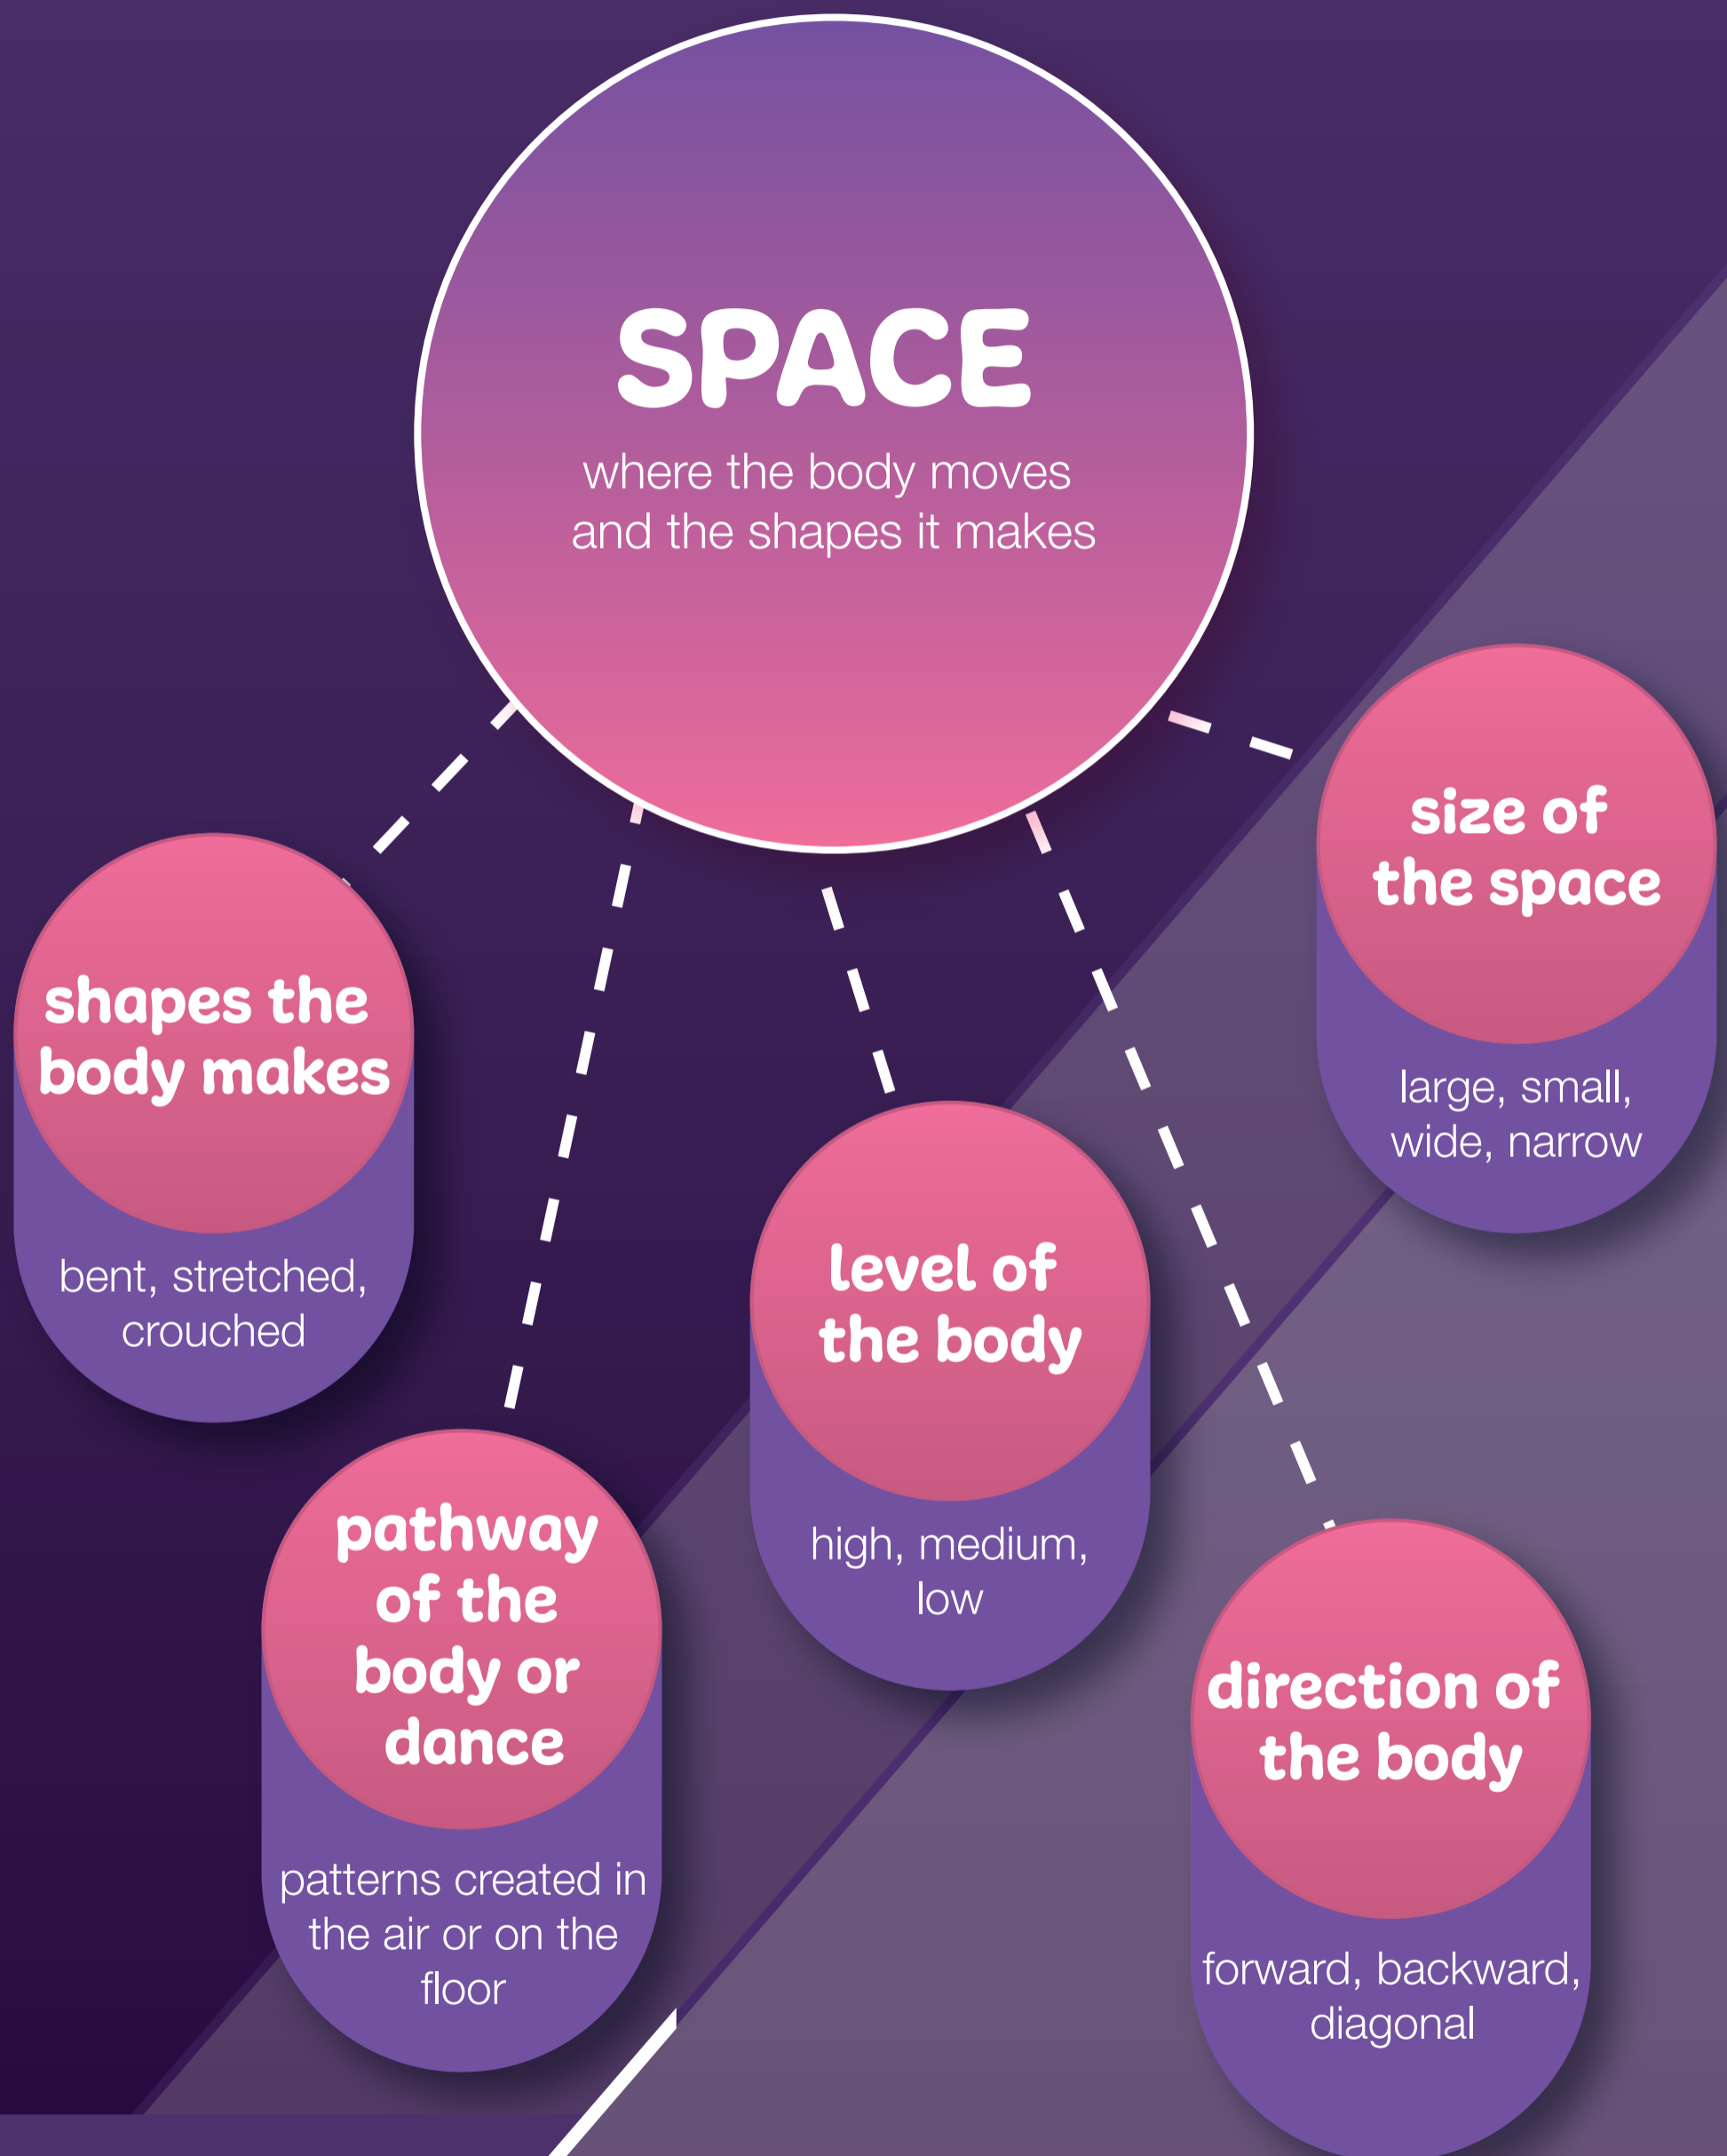 SPACE
where the body moves
and the shapes it makes
shapes the
body makes
bent, stretched,
crouched
pathway
of the
body or
dance
patterns created in
the air or on the
floor
level of
the body
high, medium,
low
direction of
the body
forward, backward,
diagonal
size of
the space
large, small,
wide, narrow